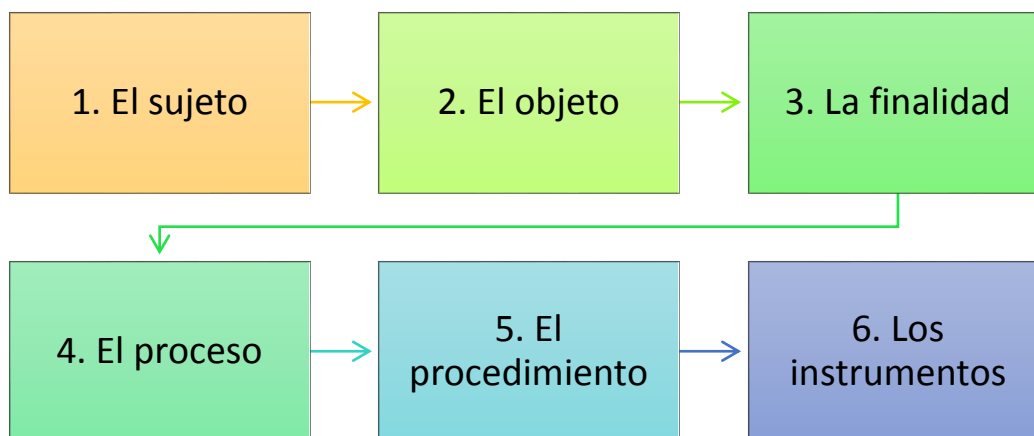 1. El sujeto
2. El objeto
3. La finalidad
4. El proceso
5. El
procedimiento
6. Los
instrumentos